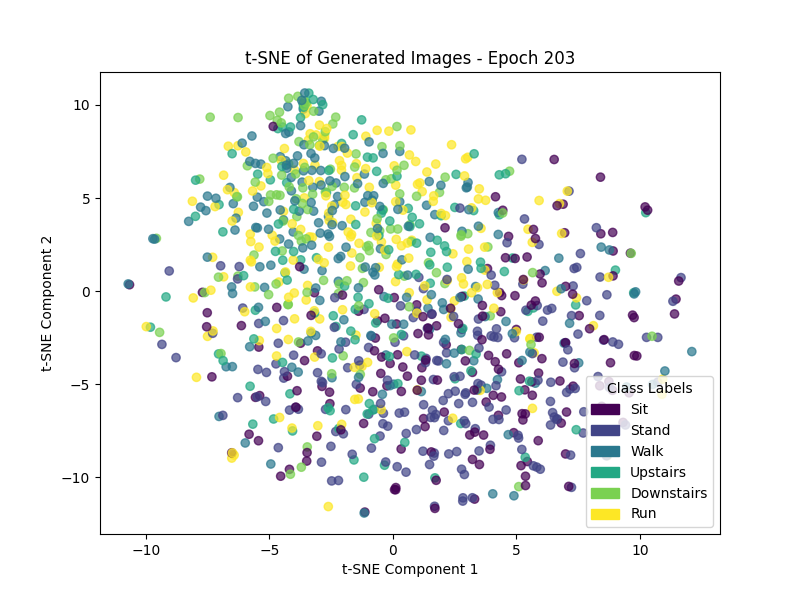 t-SNE of Generated Images - Epoch 203
t-SNE Component 2
10
5
0
−5
−10
−10
−5
0
5
10
t-SNE Component 1
Class Labels
Sit
Stand
Walk
Upstairs
Downstairs
Run